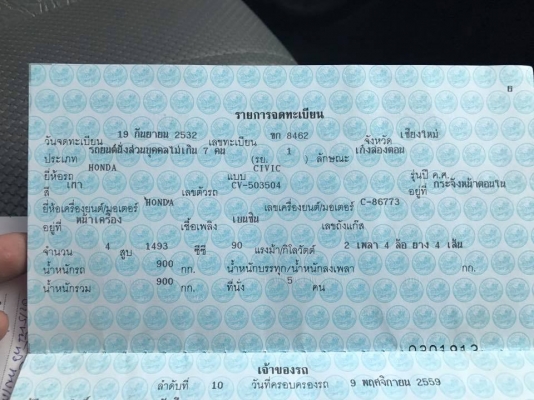 ย
รายการจดทะเบียน
วันจดทะเบียน 19 กันยายน 2532 เลขทะเบียน ขก 8462 จังหวัด เชียงใหม่
ประเภท รถยนต์นั่งส่วนบุคคลไม่เกิน 7 คน (รย. 1 ) ลักษณะ เก๋งสองตอน
ยี่ห้อรถ HONDA แบบ CIVIC รุ่นปี ค.ศ.
สี เทา เลขตัวรถ CV-503504 อยู่ที่ กระจังหน้าตอนใน
ยี่ห้อเครื่องยนต์/มอเตอร์ HONDA เลขเครื่องยนต์/มอเตอร์ C-86773
อยู่ที่ หน้าเครื่อง เชื้อเพลิง เบนซิน เลขถังแก๊ส
จำนวน 4 สูบ 1493 ซีซี 90 แรงม้า/กิโลวัตต์ 2 เพลา 4 ล้อ ยาง 4 เส้น
น้ำหนักรถ 900 กก. น้ำหนักบรรทุก/น้ำหนักลงเพลา กก.
น้ำหนักรวม 900 กก. ที่นั่ง 5 คน
เจ้าของรถ
ลำดับที่ 10 วันที่ครอบครองรถ 9 พฤศจิกายน 2559